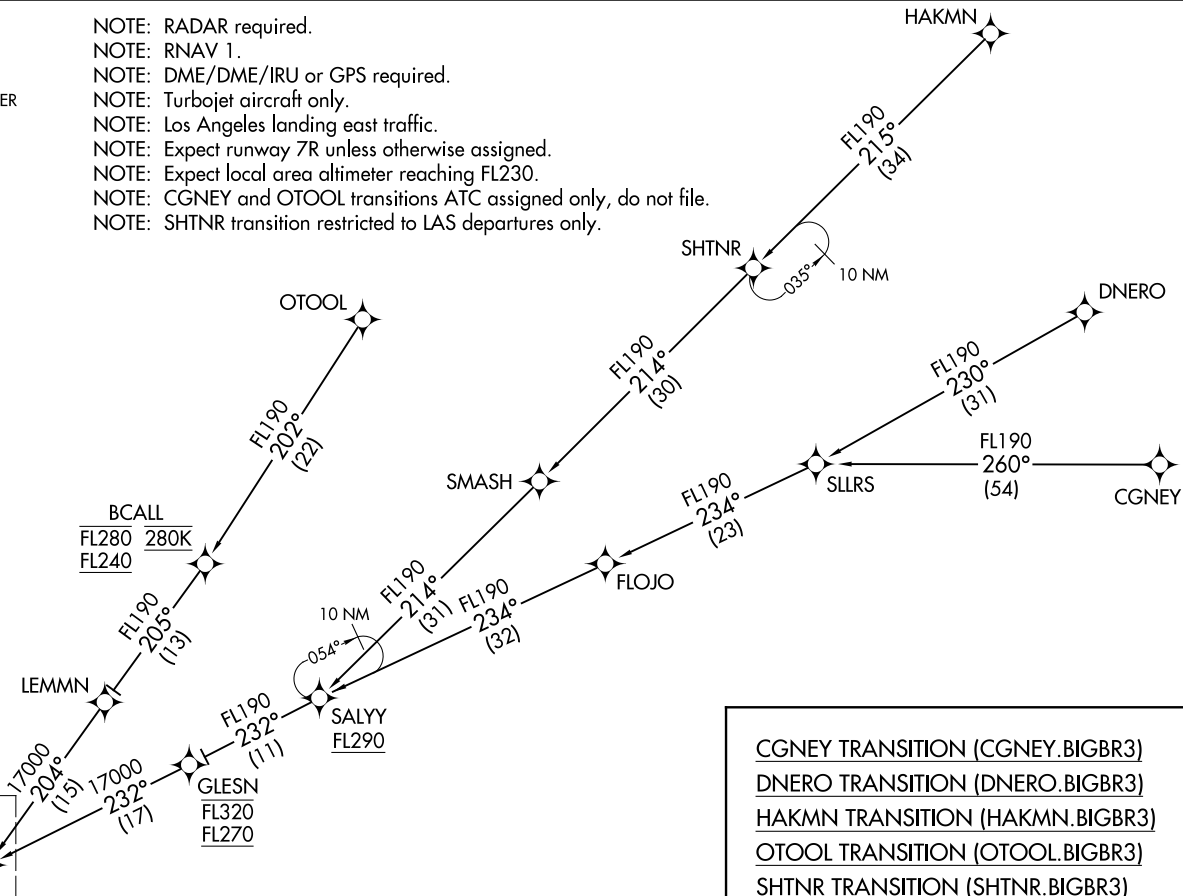 NOTE: RADAR required.
NOTE: RNAV 1.
NOTE: DME/DME/IRU or GPS required.
ER
NOTE: Turbojet aircraft only.
NOTE: Los Angeles landing east traffic.
NOTE: Expect runway 7R unless otherwise assigned.
NOTE: Expect local area altimeter reaching FL230.
NOTE: CGNEY and OTOOL transitions ATC assigned only, do not file.
NOTE: SHTNR transition restricted to LAS departures only.
HAKMN
FL190
215°
(34)
SHTNR
035°
10 NM
OTOOL
DNERO
FL190
214°
(30)
FL190
230°
(31)
FL190
202°
(22)
FL190
260°
(54)
SMASH
SLLRS
CGNEY
FL190
234°
(23)
BCALL
FL280 280K
FL240
FLOJO
FL190
214°
(31)
FL190
234°
(32)
FL190
205°
(13)
10 NM
054°
LEMMN
SALYY
FL290
FL190
232°
(11)
17000
204°
(15)
17000
232°
(17)
GLESN
FL320
FL270
CGNEY TRANSITION (CGNEY.BIGBR3)
DNERO TRANSITION (DNERO.BIGBR3)
HAKMN TRANSITION (HAKMN.BIGBR3)
OTOOL TRANSITION (OTOOL.BIGBR3)
SHTNR TRANSITION (SHTNR.BIGBR3)